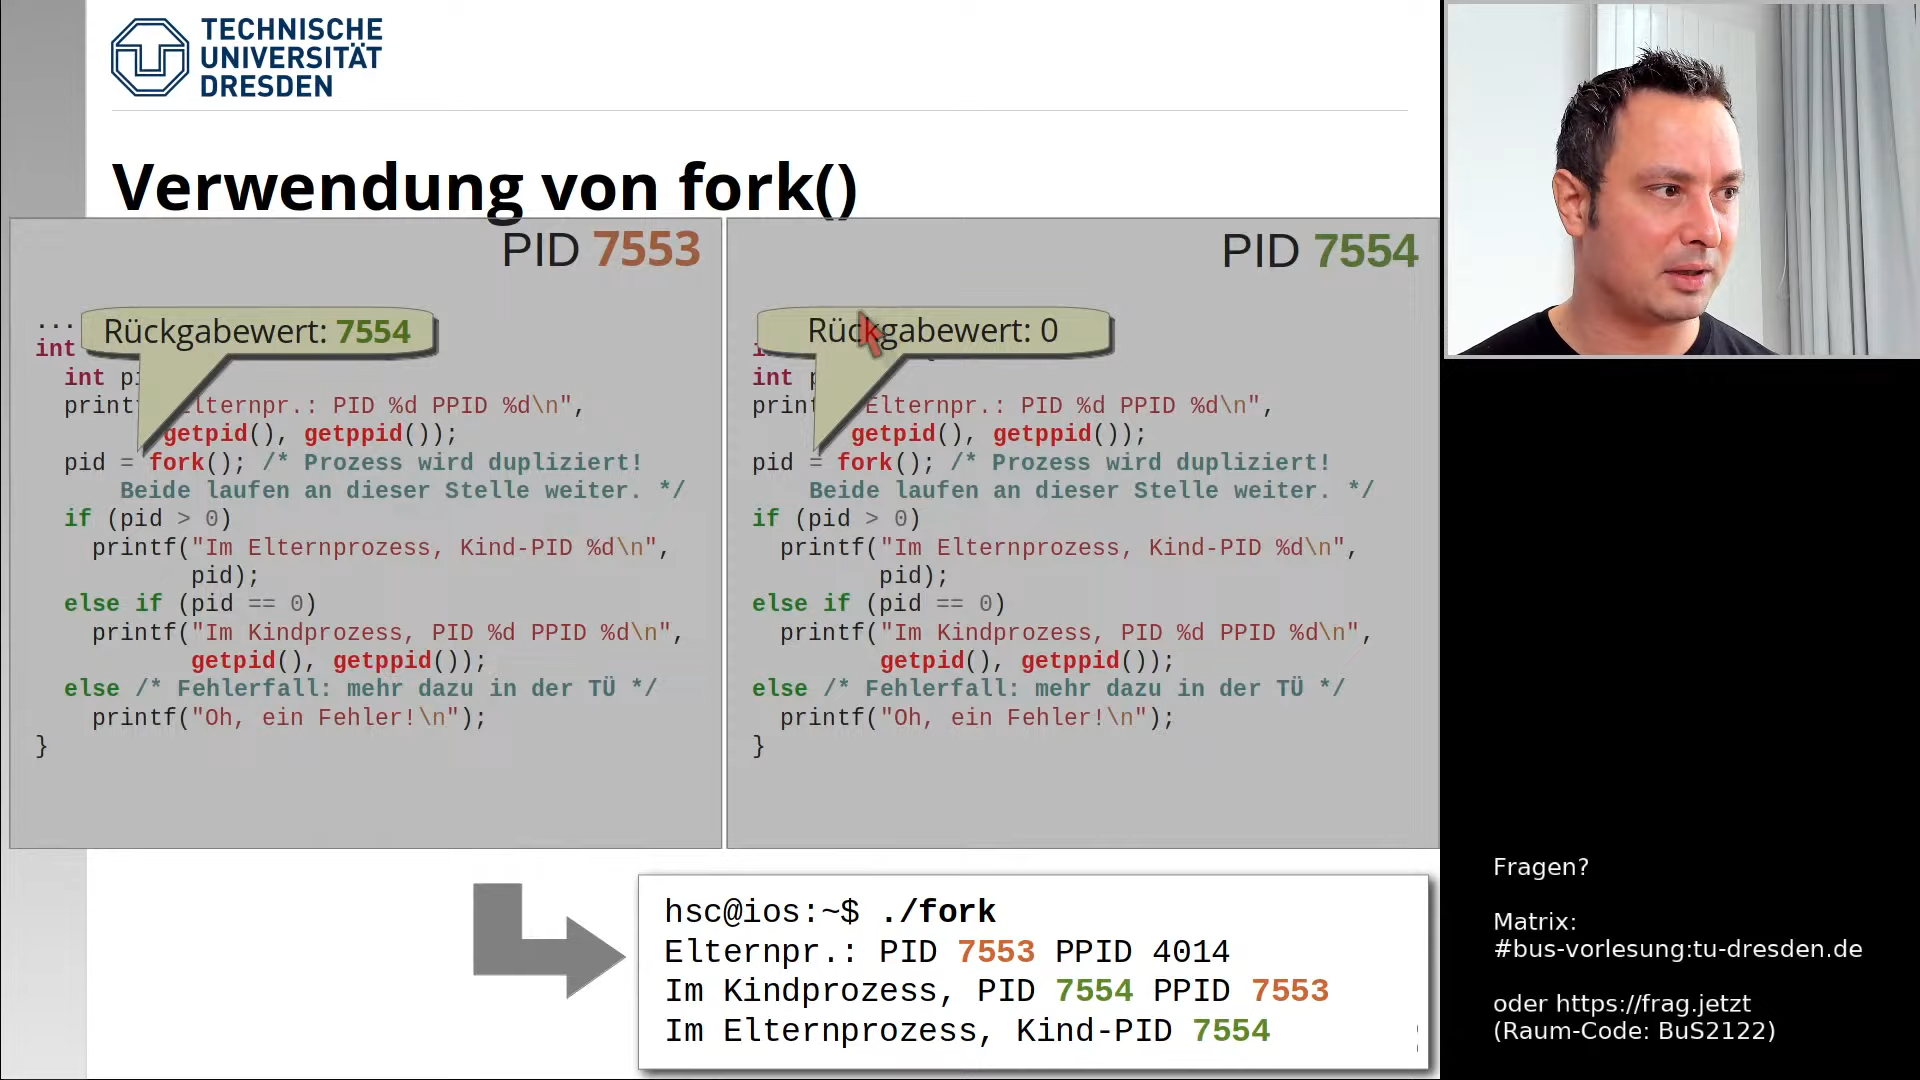 TECHNISCHE
UNIVERSITÄT
DRESDEN
Verwendung von fork()
PID 7553
...
Rückgabewert: 7554
int
int
printf
Elternpr.: PID %d PPID %d\n",
getpid(), getppid());
pid = fork(); /* Prozess wird dupliziert!
Beide laufen an dieser Stelle weiter. */
if (pid > 0)
printf("Im Elternprozess, Kind-PID %d\n",
pid);
else if (pid == 0)
printf("Im Kindprozess, PID %d PPID %d\n",
getpid(), getppid());
else /* Fehlerfall: mehr dazu in der TÜ */
printf("Oh, ein Fehler!\n");
}
PID 7554
Rückgabewert: 0
int
Elternpr.: PID %d PPID %d\n",
getpid(), getppid());
pid = fork(); /* Prozess wird dupliziert!
Beide laufen an dieser Stelle weiter. */
if (pid > 0)
printf("Im Elternprozess, Kind-PID %d\n",
pid);
else if (pid == 0)
printf("Im Kindprozess, PID %d PPID %d\n",
getpid(), getppid());
else /* Fehlerfall: mehr dazu in der TÜ */
printf("Oh, ein Fehler!\n");
}
hsc@ios:~$ ./fork
Elternpr.: PID 7553 PPID 4014
Im Kindprozess, PID 7554 PPID 7553
Im Elternprozess, Kind-PID 7554
Fragen?
Matrix:
#bus-vorlesung:tu-dresden.de
oder https://frag.jetzt
(Raum-Code: BuS2122)